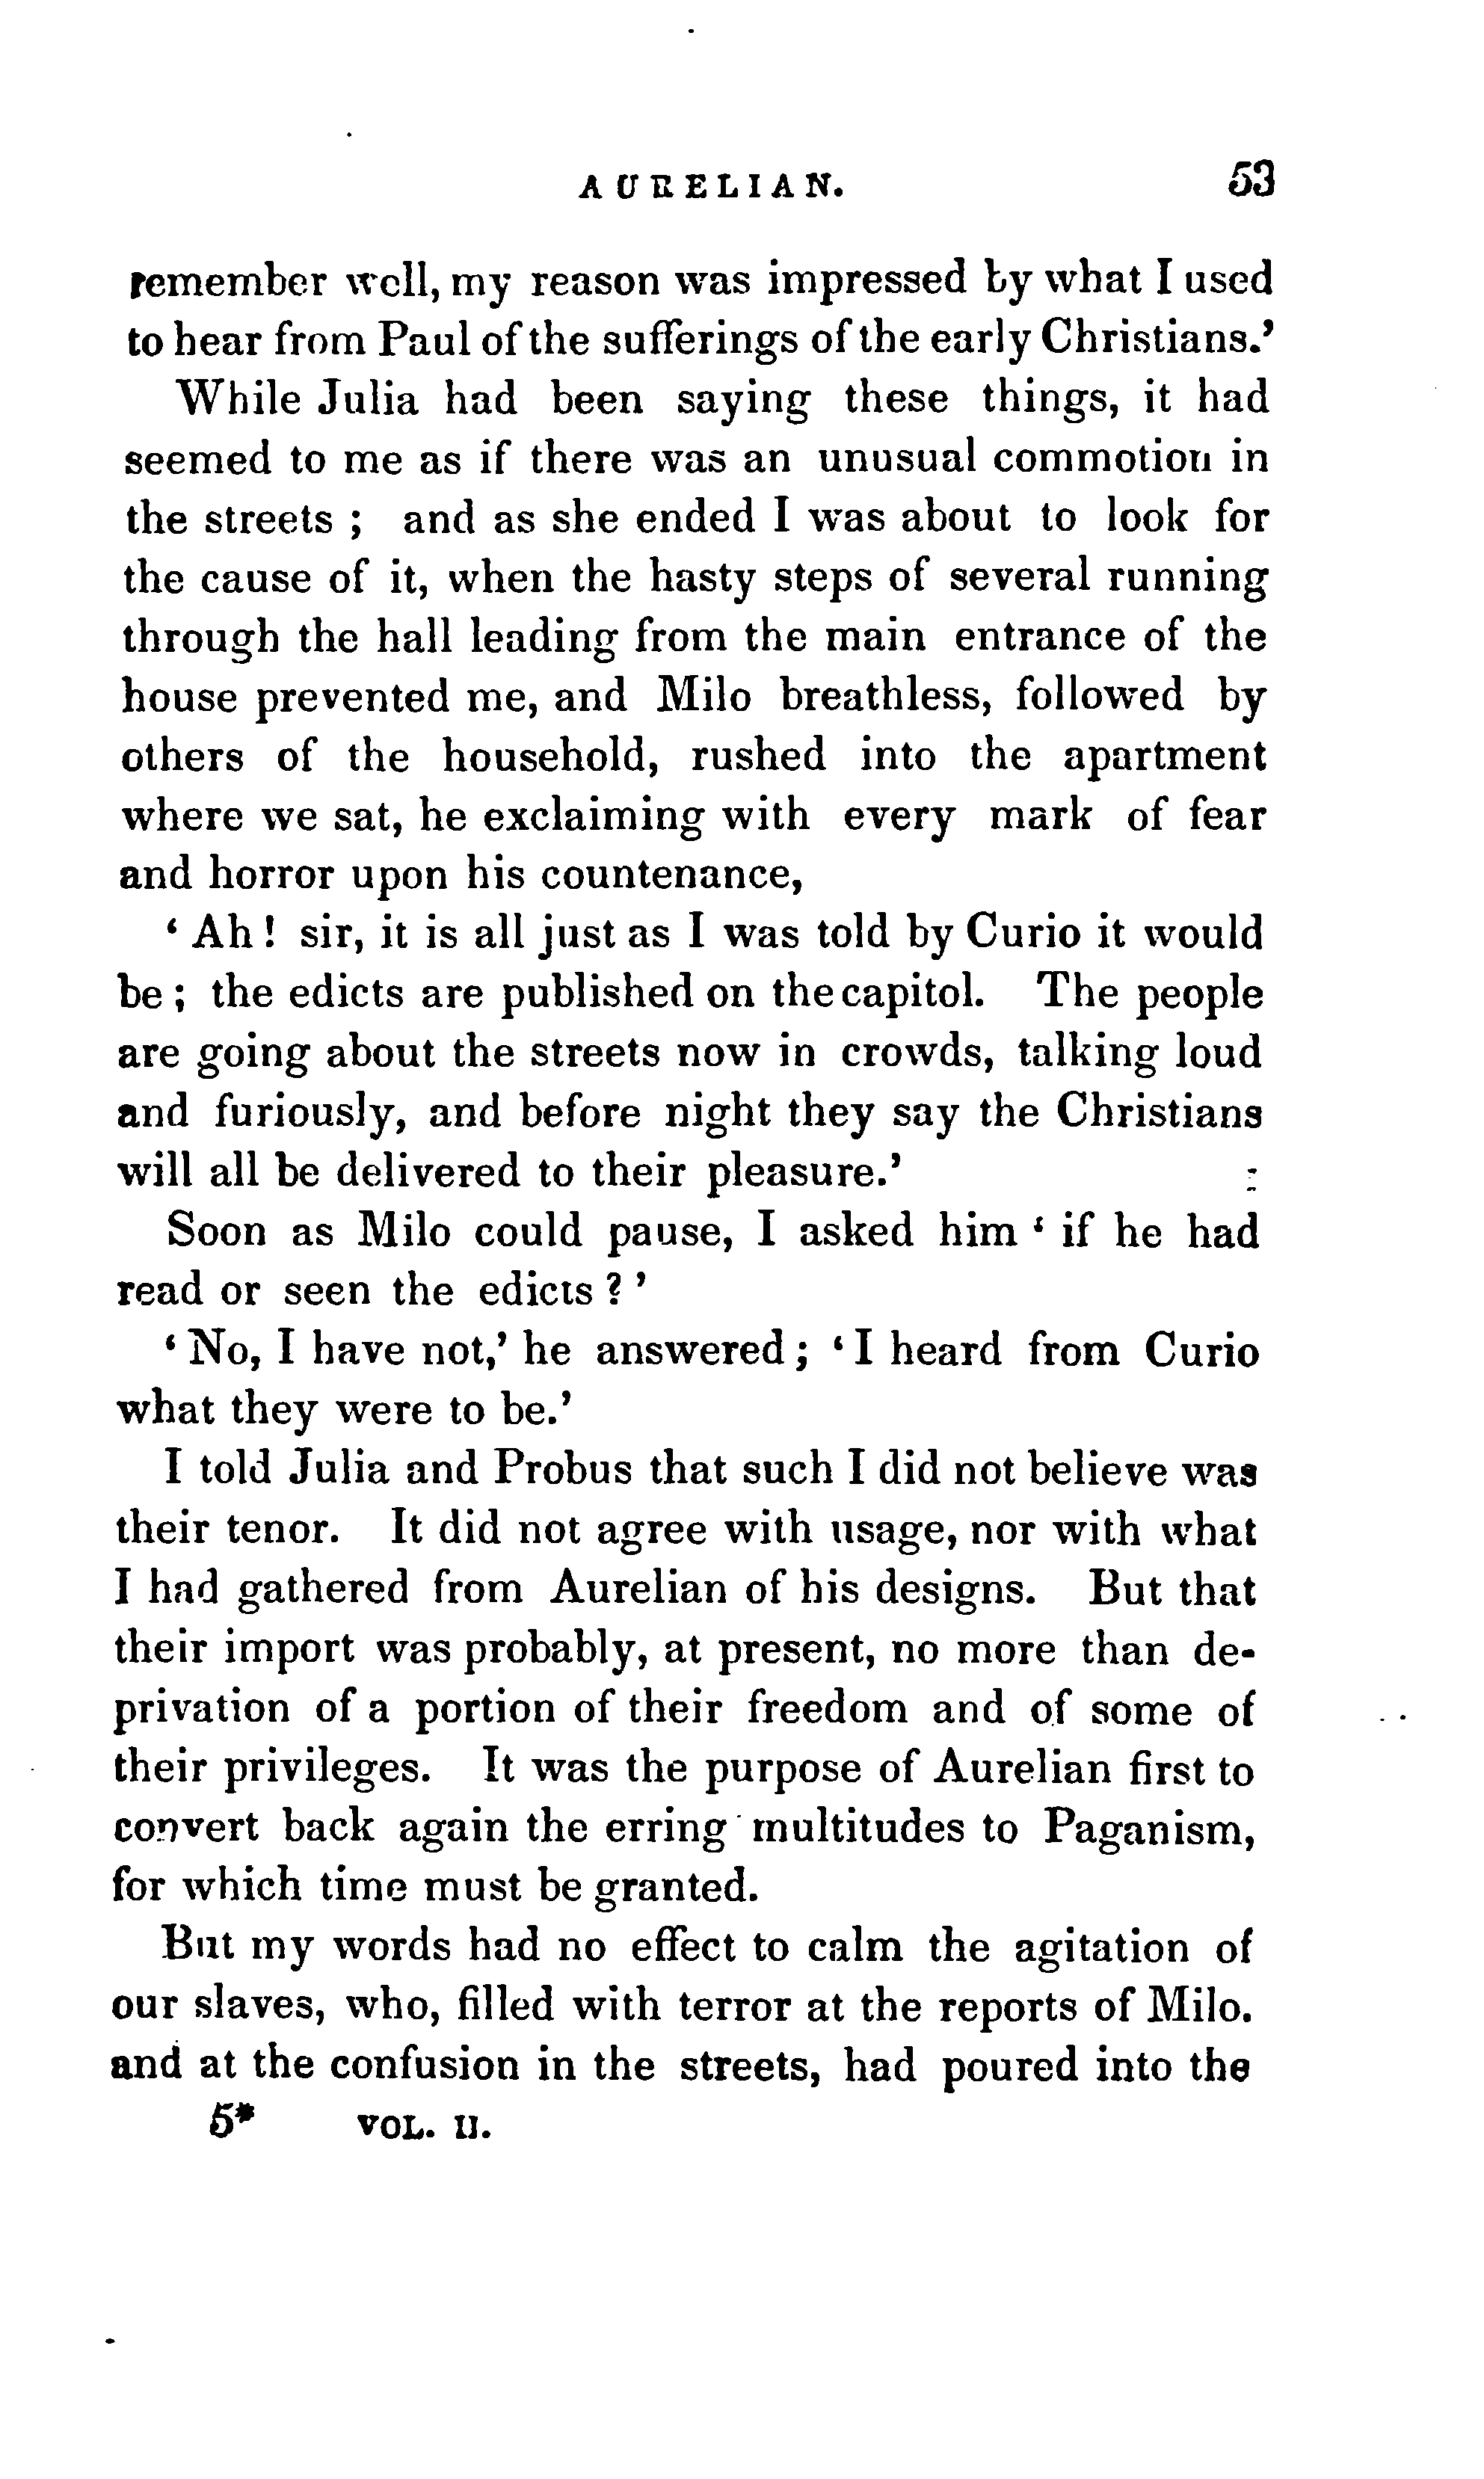 AURELIAN. 53
remember well, my reason was impressed by what I used
to hear from Paul of the sufferings of the early Christians.’
While Julia had been saying these things, it had
seemed to me as if there was an unusual commotion in
the streets ; and as she ended I was about to look for
the cause of it, when the hasty steps of several running
through the hall leading from the main entrance of the
house prevented me, and Milo breathless, followed by
others of the household, rushed into the apartment
where we sat, he exclaiming with every mark of fear
and horror upon his countenance,
‘ Ah ! sir, it is all just as I was told by Curio it would
be ; the edicts are published on the capitol. The people
are going about the streets now in crowds, talking loud
and furiously, and before night they say the Christians
will all be delivered to their pleasure.’
Soon as Milo could pause, I asked him ‘ if he had
read or seen the edicts ? ’
‘ No, I have not,’ he answered ; ‘ I heard from Curio
what they were to be.’
I told Julia and Probus that such I did not believe was
their tenor. It did not agree with usage, nor with what
I had gathered from Aurelian of his designs. But that
their import was probably, at present, no more than de-
privation of a portion of their freedom and of some of
their privileges. It was the purpose of Aurelian first to
convert back again the erring multitudes to Paganism,
for which time must be granted.
But my words had no effect to calm the agitation of
our slaves, who, filled with terror at the reports of Milo.
and at the confusion in the streets, had poured into the
5* VOL. II.